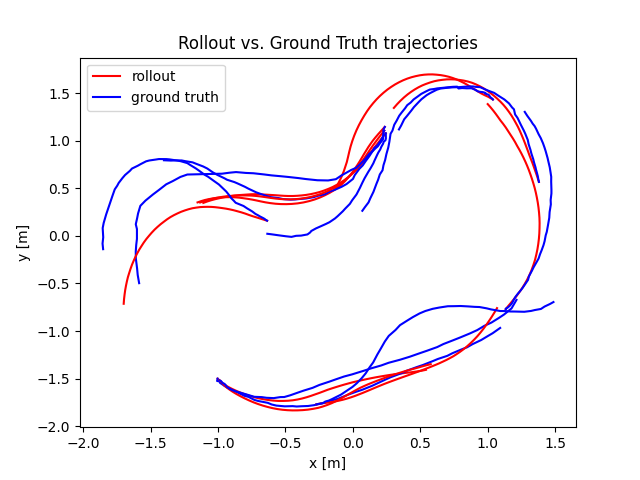 Rollout vs. Ground Truth trajectories
rollout
ground truth
1.5
1.0
0.5
0.0
−0.5
−1.0
−1.5
−2.0
y [m]
−2.0 −1.5 −1.0 −0.5 0.0 0.5 1.0 1.5
x [m]